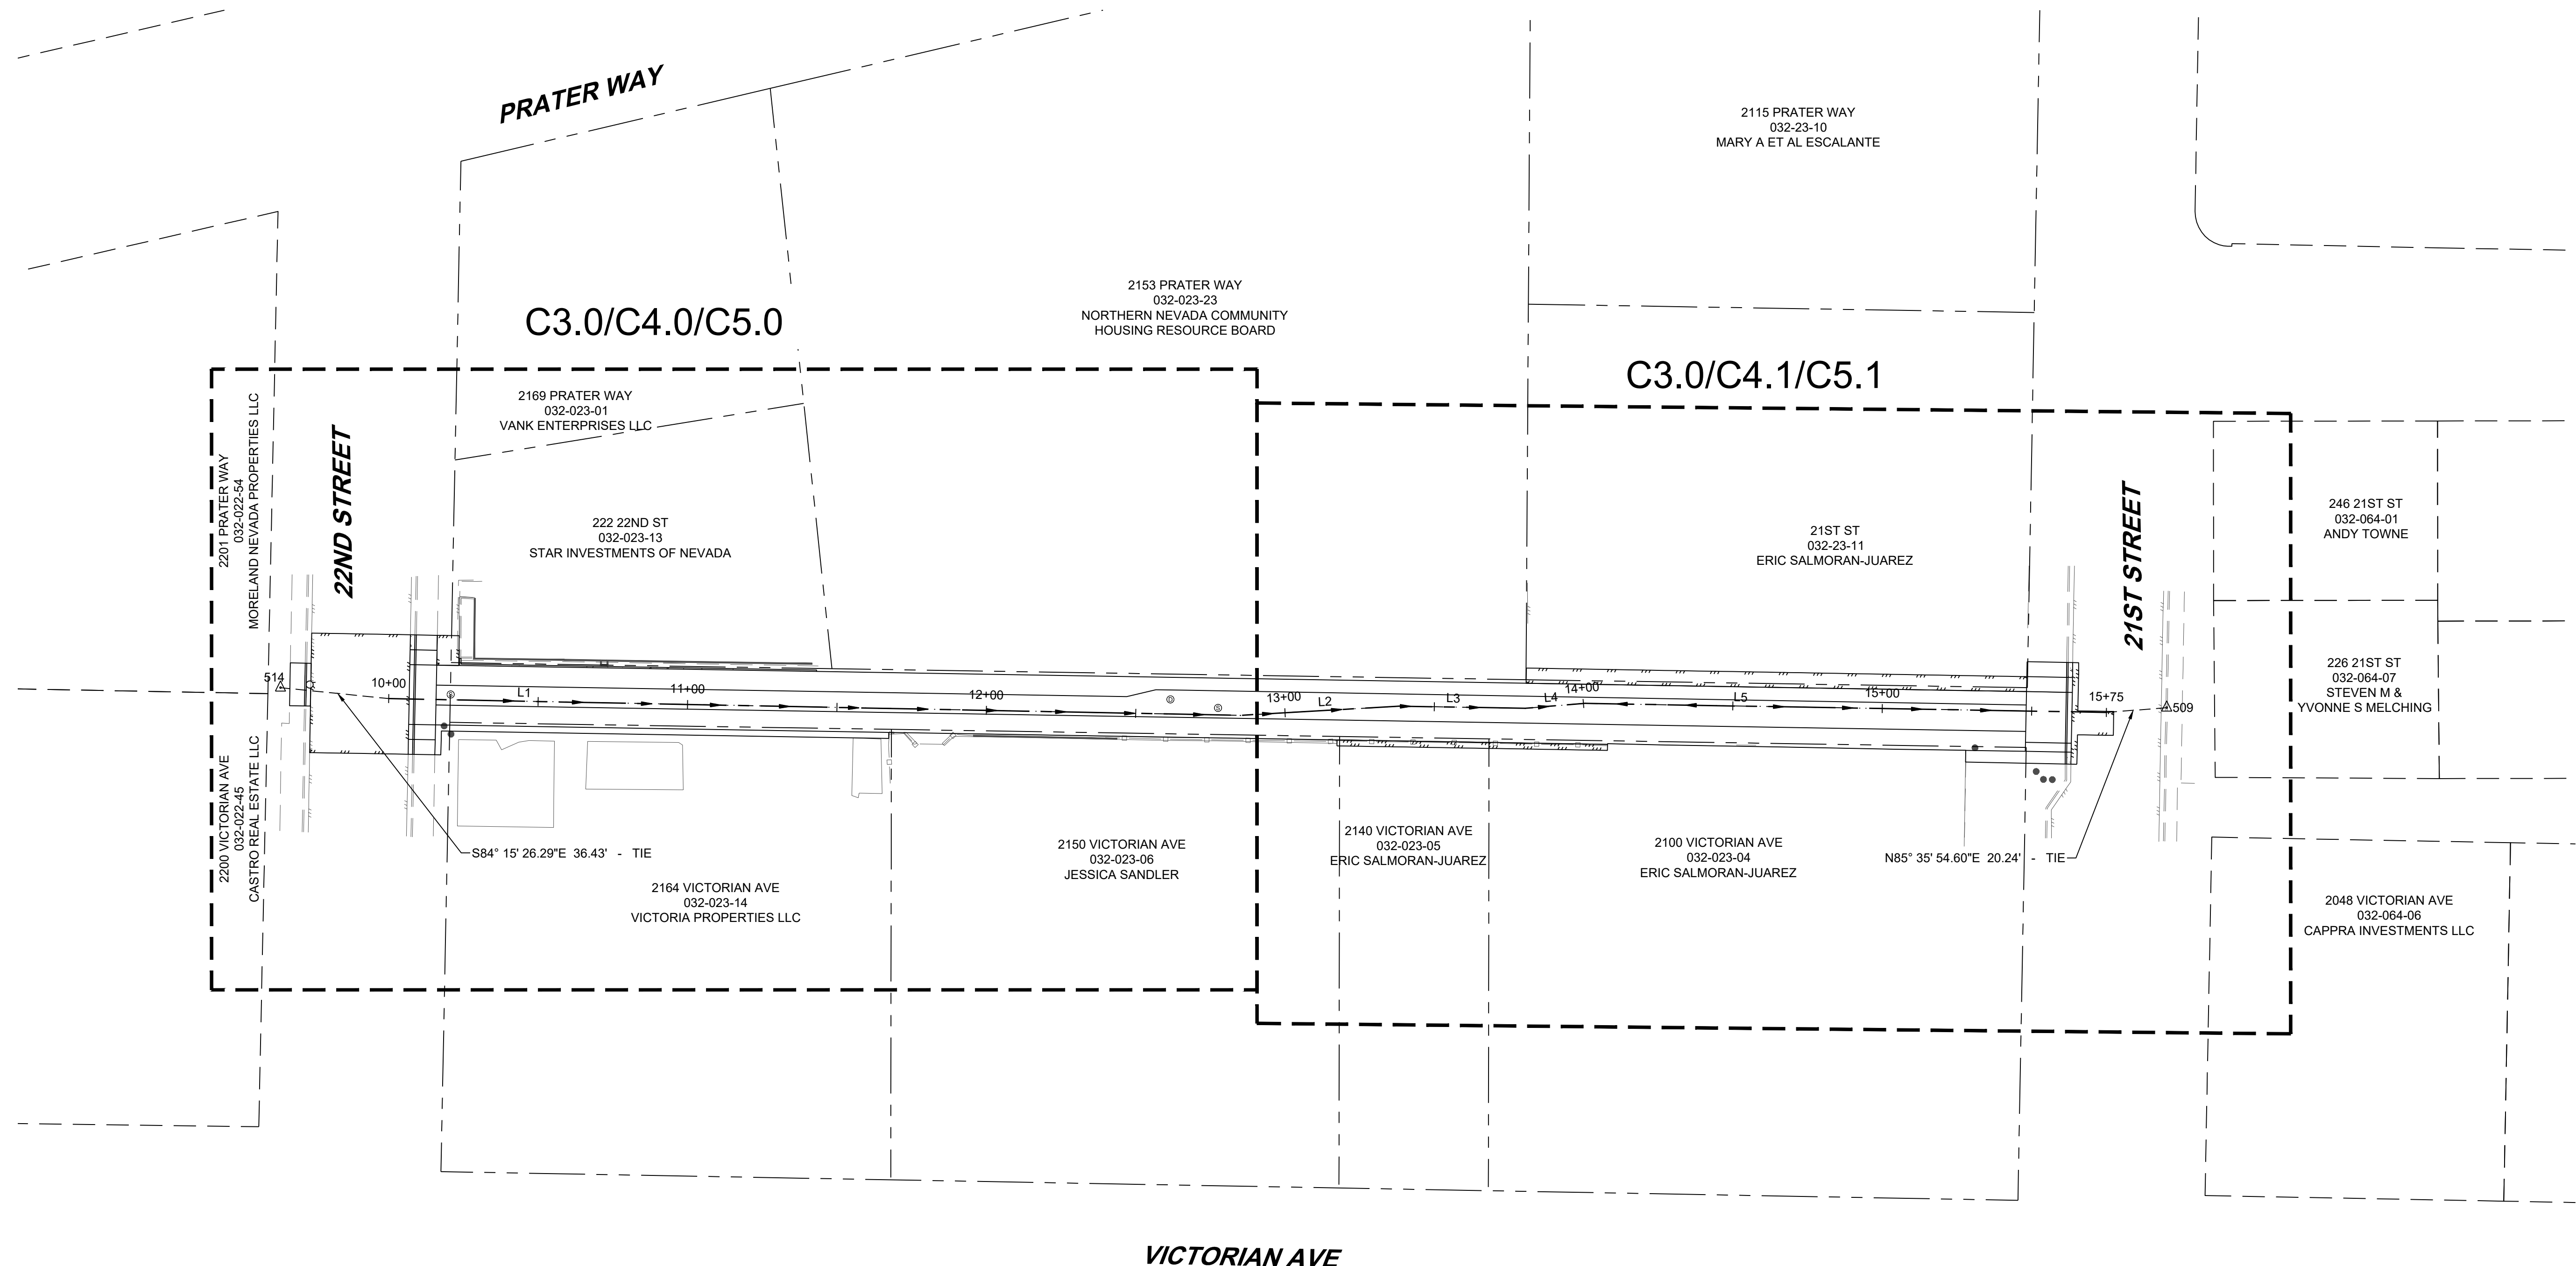 PRATER WAY
2115 PRATER WAY
032-23-10
MARY A ET AL ESCALANTE
2153 PRATER WAY
032-023-23
NORTHERN NEVADA COMMUNITY
HOUSING RESOURCE BOARD
C3.0/C4.0/C5.0
C3.0/C4.1/C5.1
2169 PRATER WAY
032-023-01
VANK ENTERPRISES LLC
2201 PRATER WAY
032-0222-54
MORELAND NEVADA PROPERTIES LLC
22ND STREET
222 22ND ST
032-023-13
STAR INVESTMENTS OF NEVADA
21ST ST
032-23-11
ERIC SALMORAN-JUAREZ
21ST STREET
246 21ST ST
032-064-01
ANDY TOWNE
226 21ST ST
032-064-07
STEVEN M &
YVONNE S MELCHING
514
10+00
L1
11+00
12+00
13+00
L2
L3
L4
14+00
L5
15+00
15+75
509
S
D
S
2200 VICTORIAN AVE
032-022-45
CASTRO REAL ESTATE LLC
S84° 15' 26.29"E 36.43' - TIE
2164 VICTORIAN AVE
032-023-14
VICTORIA PROPERTIES LLC
2150 VICTORIAN AVE
032-023-06
JESSICA SANDLER
2140 VICTORIAN AVE
032-023-05
ERIC SALMORAN-JUAREZ
2100 VICTORIAN AVE
032-023-04
ERIC SALMORAN-JUAREZ
N85° 35' 54.60"E 20.24' - TIE
2048 VICTORIAN AVE
032-064-06
CAPPRA INVESTMENTS LLC
VICTORIAN AVE